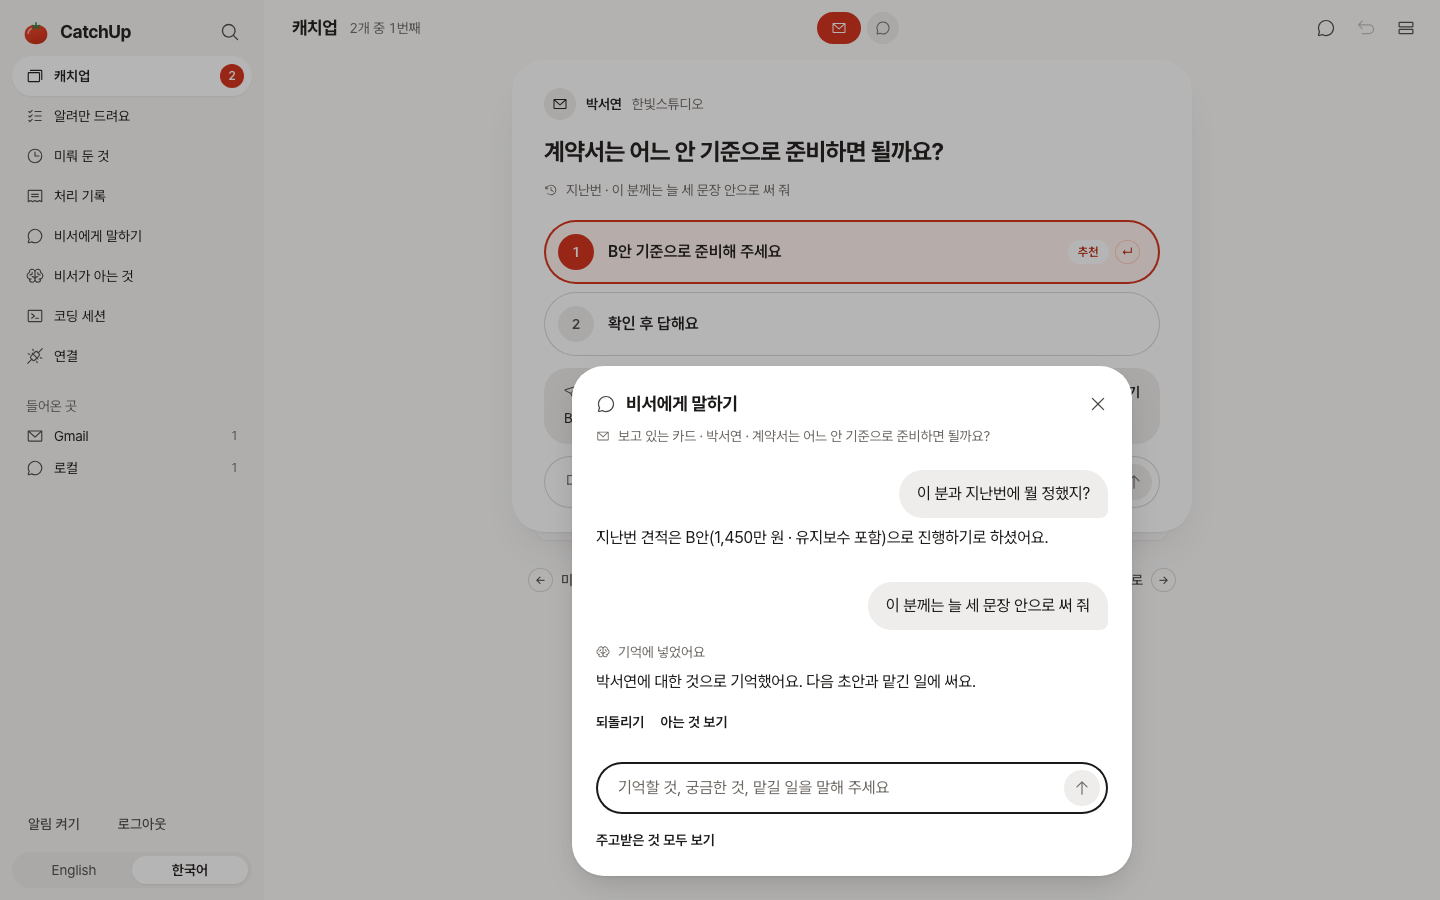 CatchUp
캐치업
2
알려만 드려요
미뤄 둔 것
처리 기록
비서에게 말하기
비서가 아는 것
코딩 세션
연결
들어온 곳
Gmail 1
로컬 1
알림 켜기 로그아웃
English 한국어
캐치업 2개 중 1번째
박서연 한빛스튜디오
계약서는 어느 안 기준으로 준비하면 될까요?
지난번 · 이 분께는 늘 세 문장 안으로 써 줘
1 B안 기준으로 준비해 주세요 추천
2 확인 후 답해요
비서에게 말하기
보고 있는 카드 · 박서연 · 계약서는 어느 안 기준으로 준비하면 될까요?
이 분과 지난번에 뭘 정했지?
지난번 견적은 B안(1,450만 원 · 유지보수 포함)으로 진행하기로 하셨어요.
이 분께는 늘 세 문장 안으로 써 줘
기억에 넣었어요
박서연에 대한 것으로 기억했어요. 다음 초안과 맡긴 일에 써요.
되돌리기 아는 것 보기
기억할 것, 궁금한 것, 맡길 일을 말해 주세요
주고받은 것 모두 보기